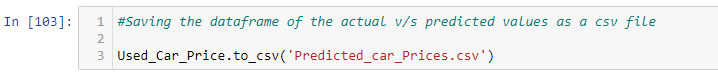 In [103]:
1 #Saving the dataframe of the actual v/s predicted values as a csv file
2
3 Used_Car_Price.to_csv('Predicted_car_Prices.csv')